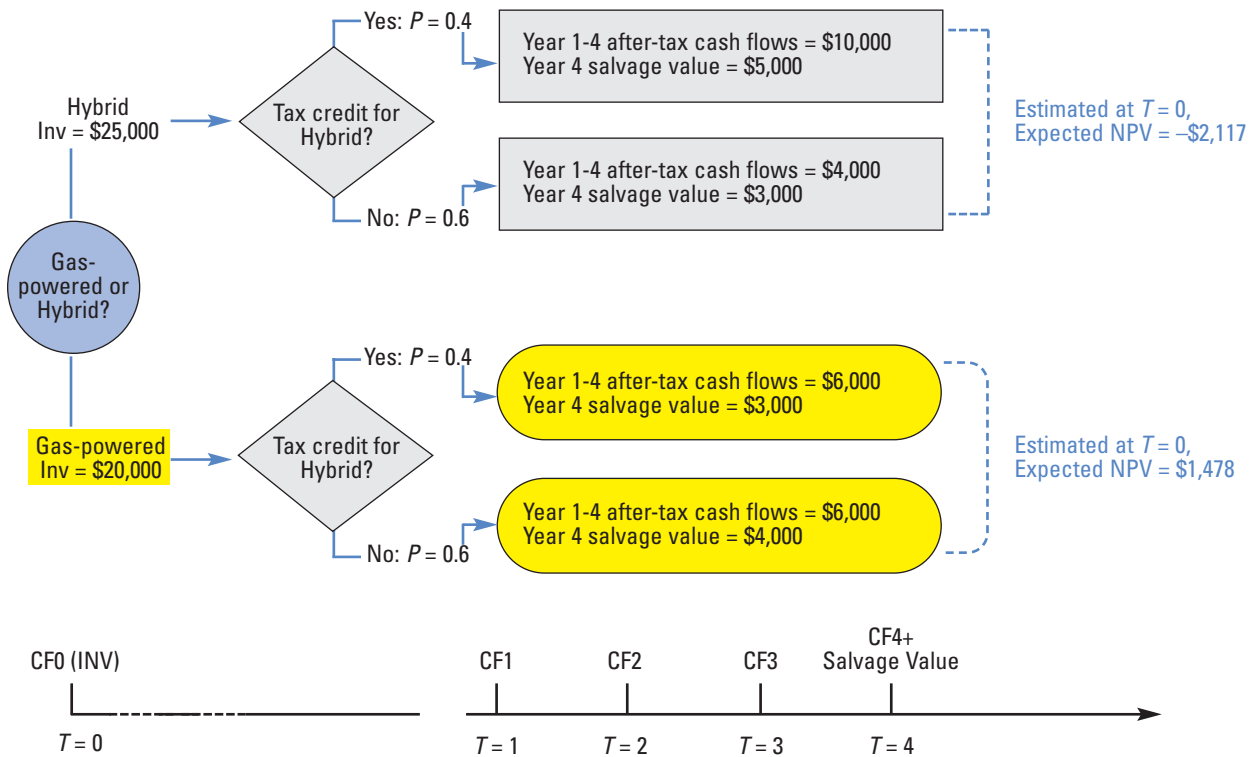 Yes: P = 0.4
Year 1-4 after-tax cash flows = $10,000
Year 4 salvage value = $5,000
Hybrid
Inv = $25,000
Tax credit for
Hybrid?
Estimated at T = 0,
Expected NPV = –$2,117
Year 1-4 after-tax cash flows = $4,000
Year 4 salvage value = $3,000
No: P = 0.6
Gas-
powered or
Hybrid?
Yes: P = 0.4
Year 1-4 after-tax cash flows = $6,000
Year 4 salvage value = $3,000
Gas-powered
Inv = $20,000
Tax credit for
Hybrid?
Estimated at T = 0,
Expected NPV = $1,478
Year 1-4 after-tax cash flows = $6,000
Year 4 salvage value = $4,000
No: P = 0.6
CF0 (INV)
CF1
CF2
CF3
CF4+
Salvage Value
T = 0
T = 1
T = 2
T = 3
T = 4